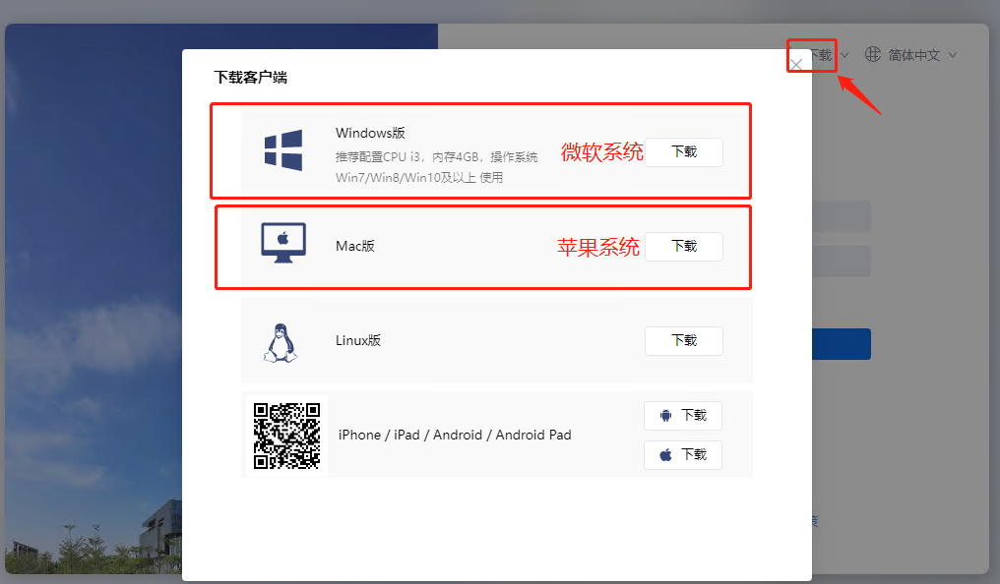 下载
简体中文
下载客户端
Windows版
推荐配置CPU i3，内存4GB，操作系统
Win7/Win8/Win10及以上 使用
微软系统
下载
Mac版
苹果系统
下载
Linux版
下载
iPhone / iPad / Android / Android Pad
下载
下载
策